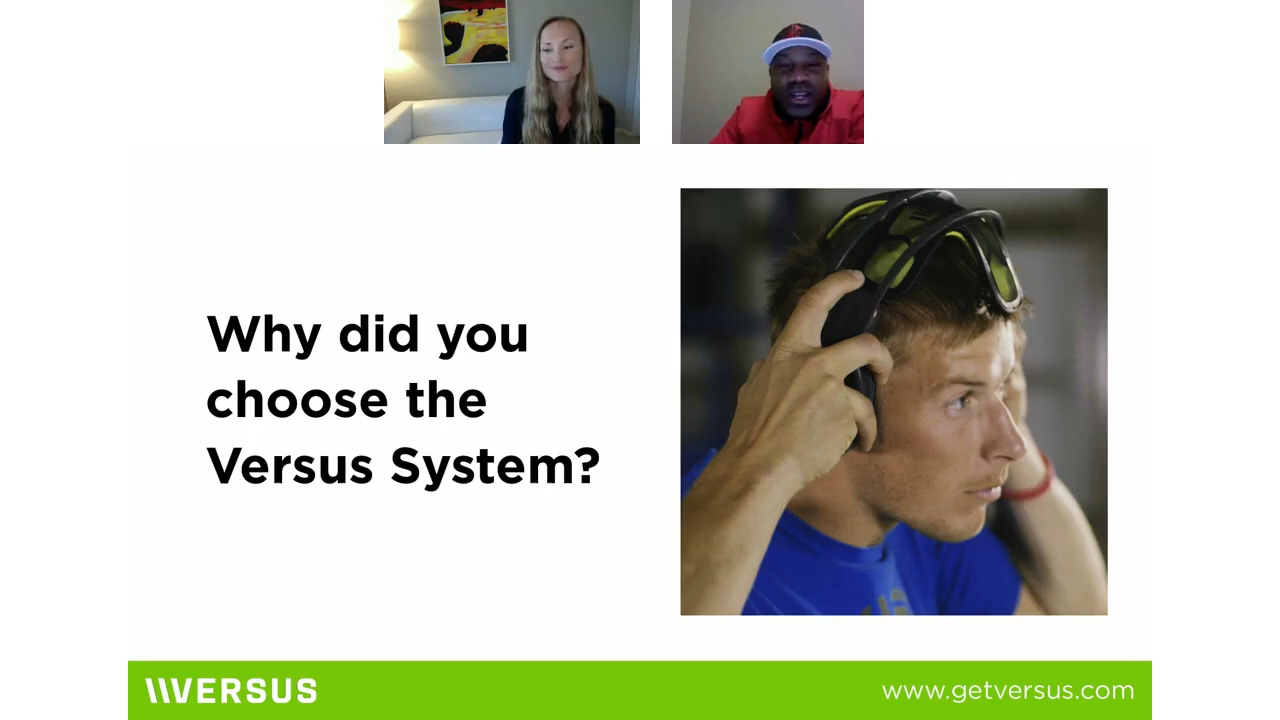 Why did you
choose the
Versus System?
VERSUS
www.getversus.com